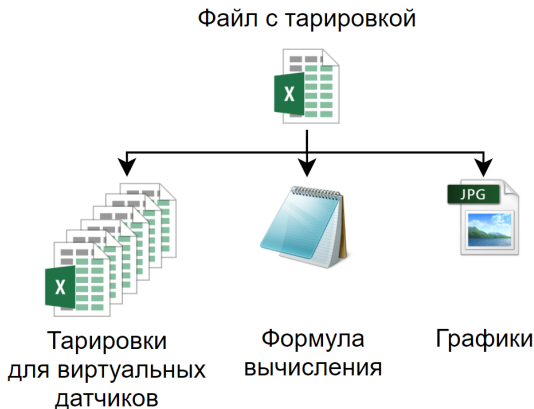 Файл с тарировкой
X
JPG
X
Тарировки
для виртуальных
датчиков
Формула
вычисления
Графики